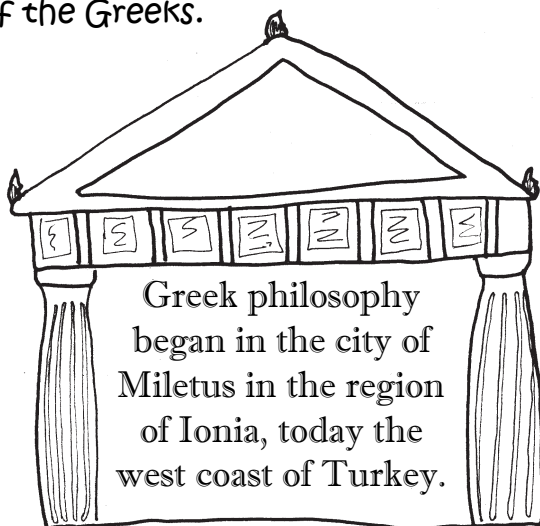 of the Greeks.
Greek philosophy
began in the city of
Miletus in the region
of Ionia, today the
west coast of Turkey.